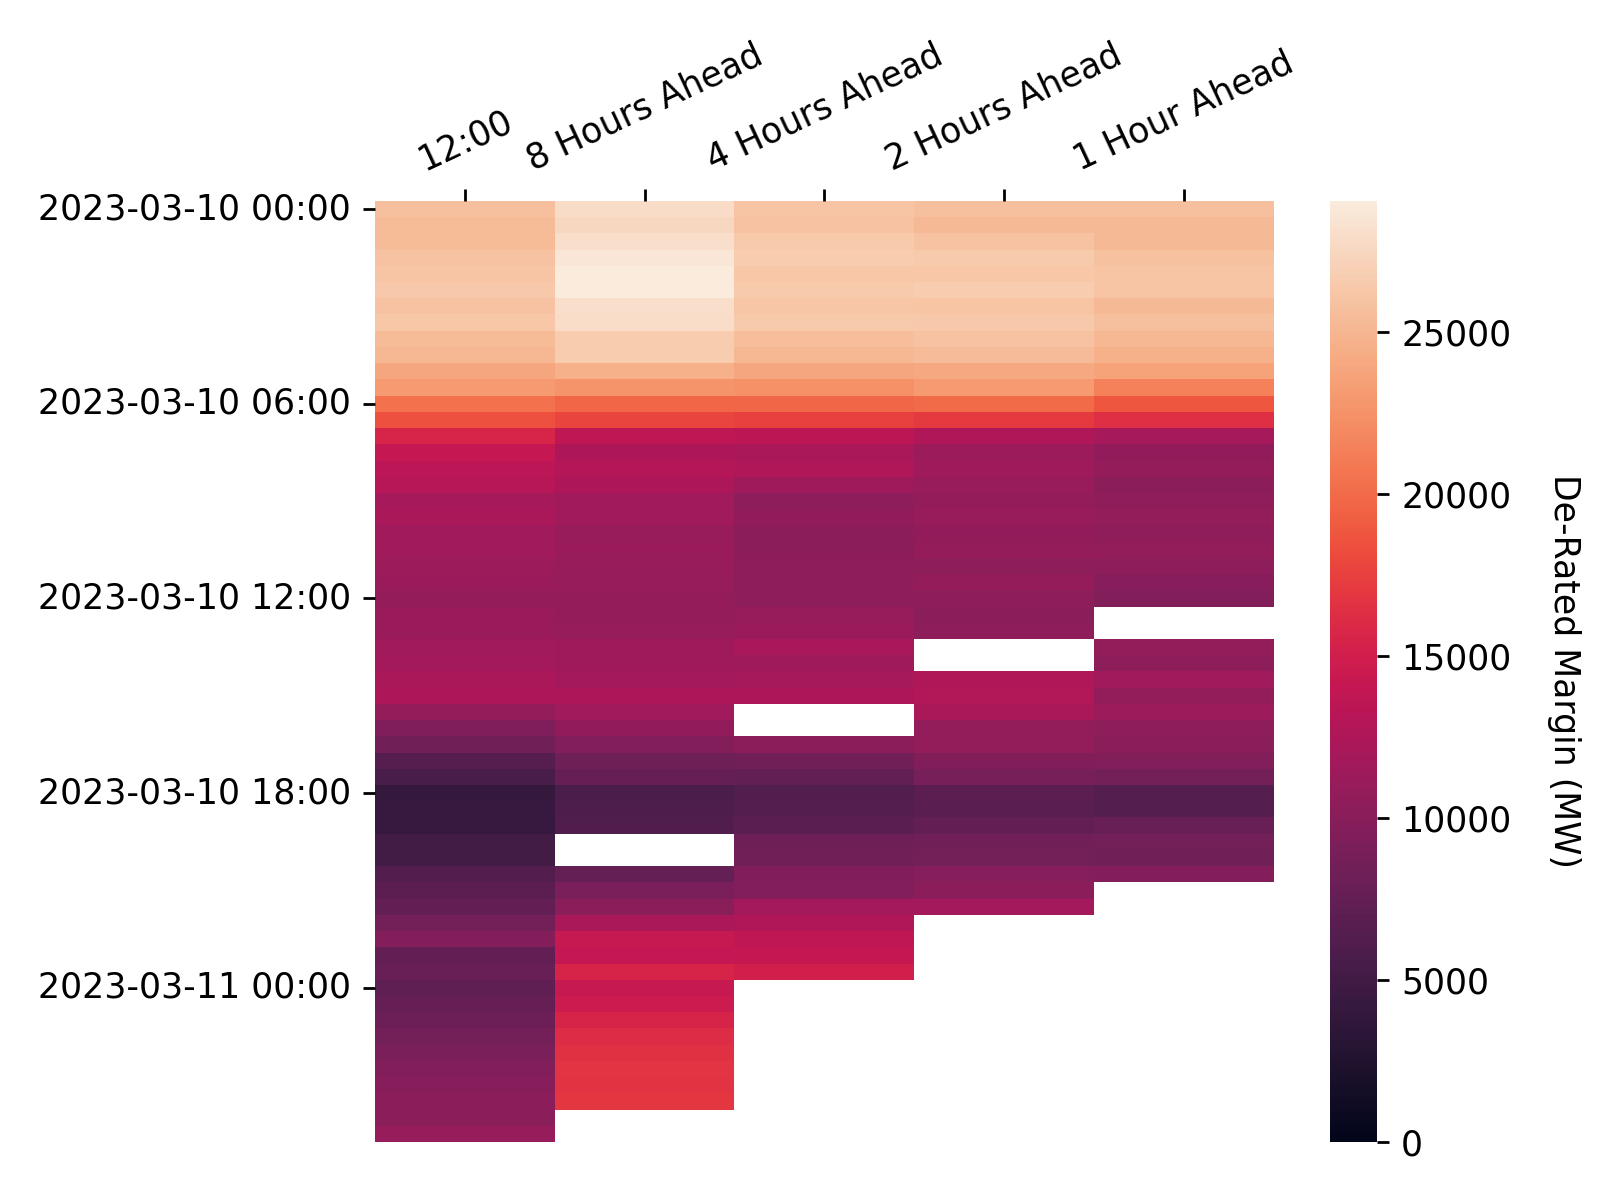 12:00
8 Hours Ahead
4 Hours Ahead
2 Hours Ahead
1 Hour Ahead
2023-03-10 00:00
2023-03-10 06:00
2023-03-10 12:00
2023-03-10 18:00
2023-03-11 00:00
25000
20000
15000
10000
5000
0
De-Rated Margin (MW)